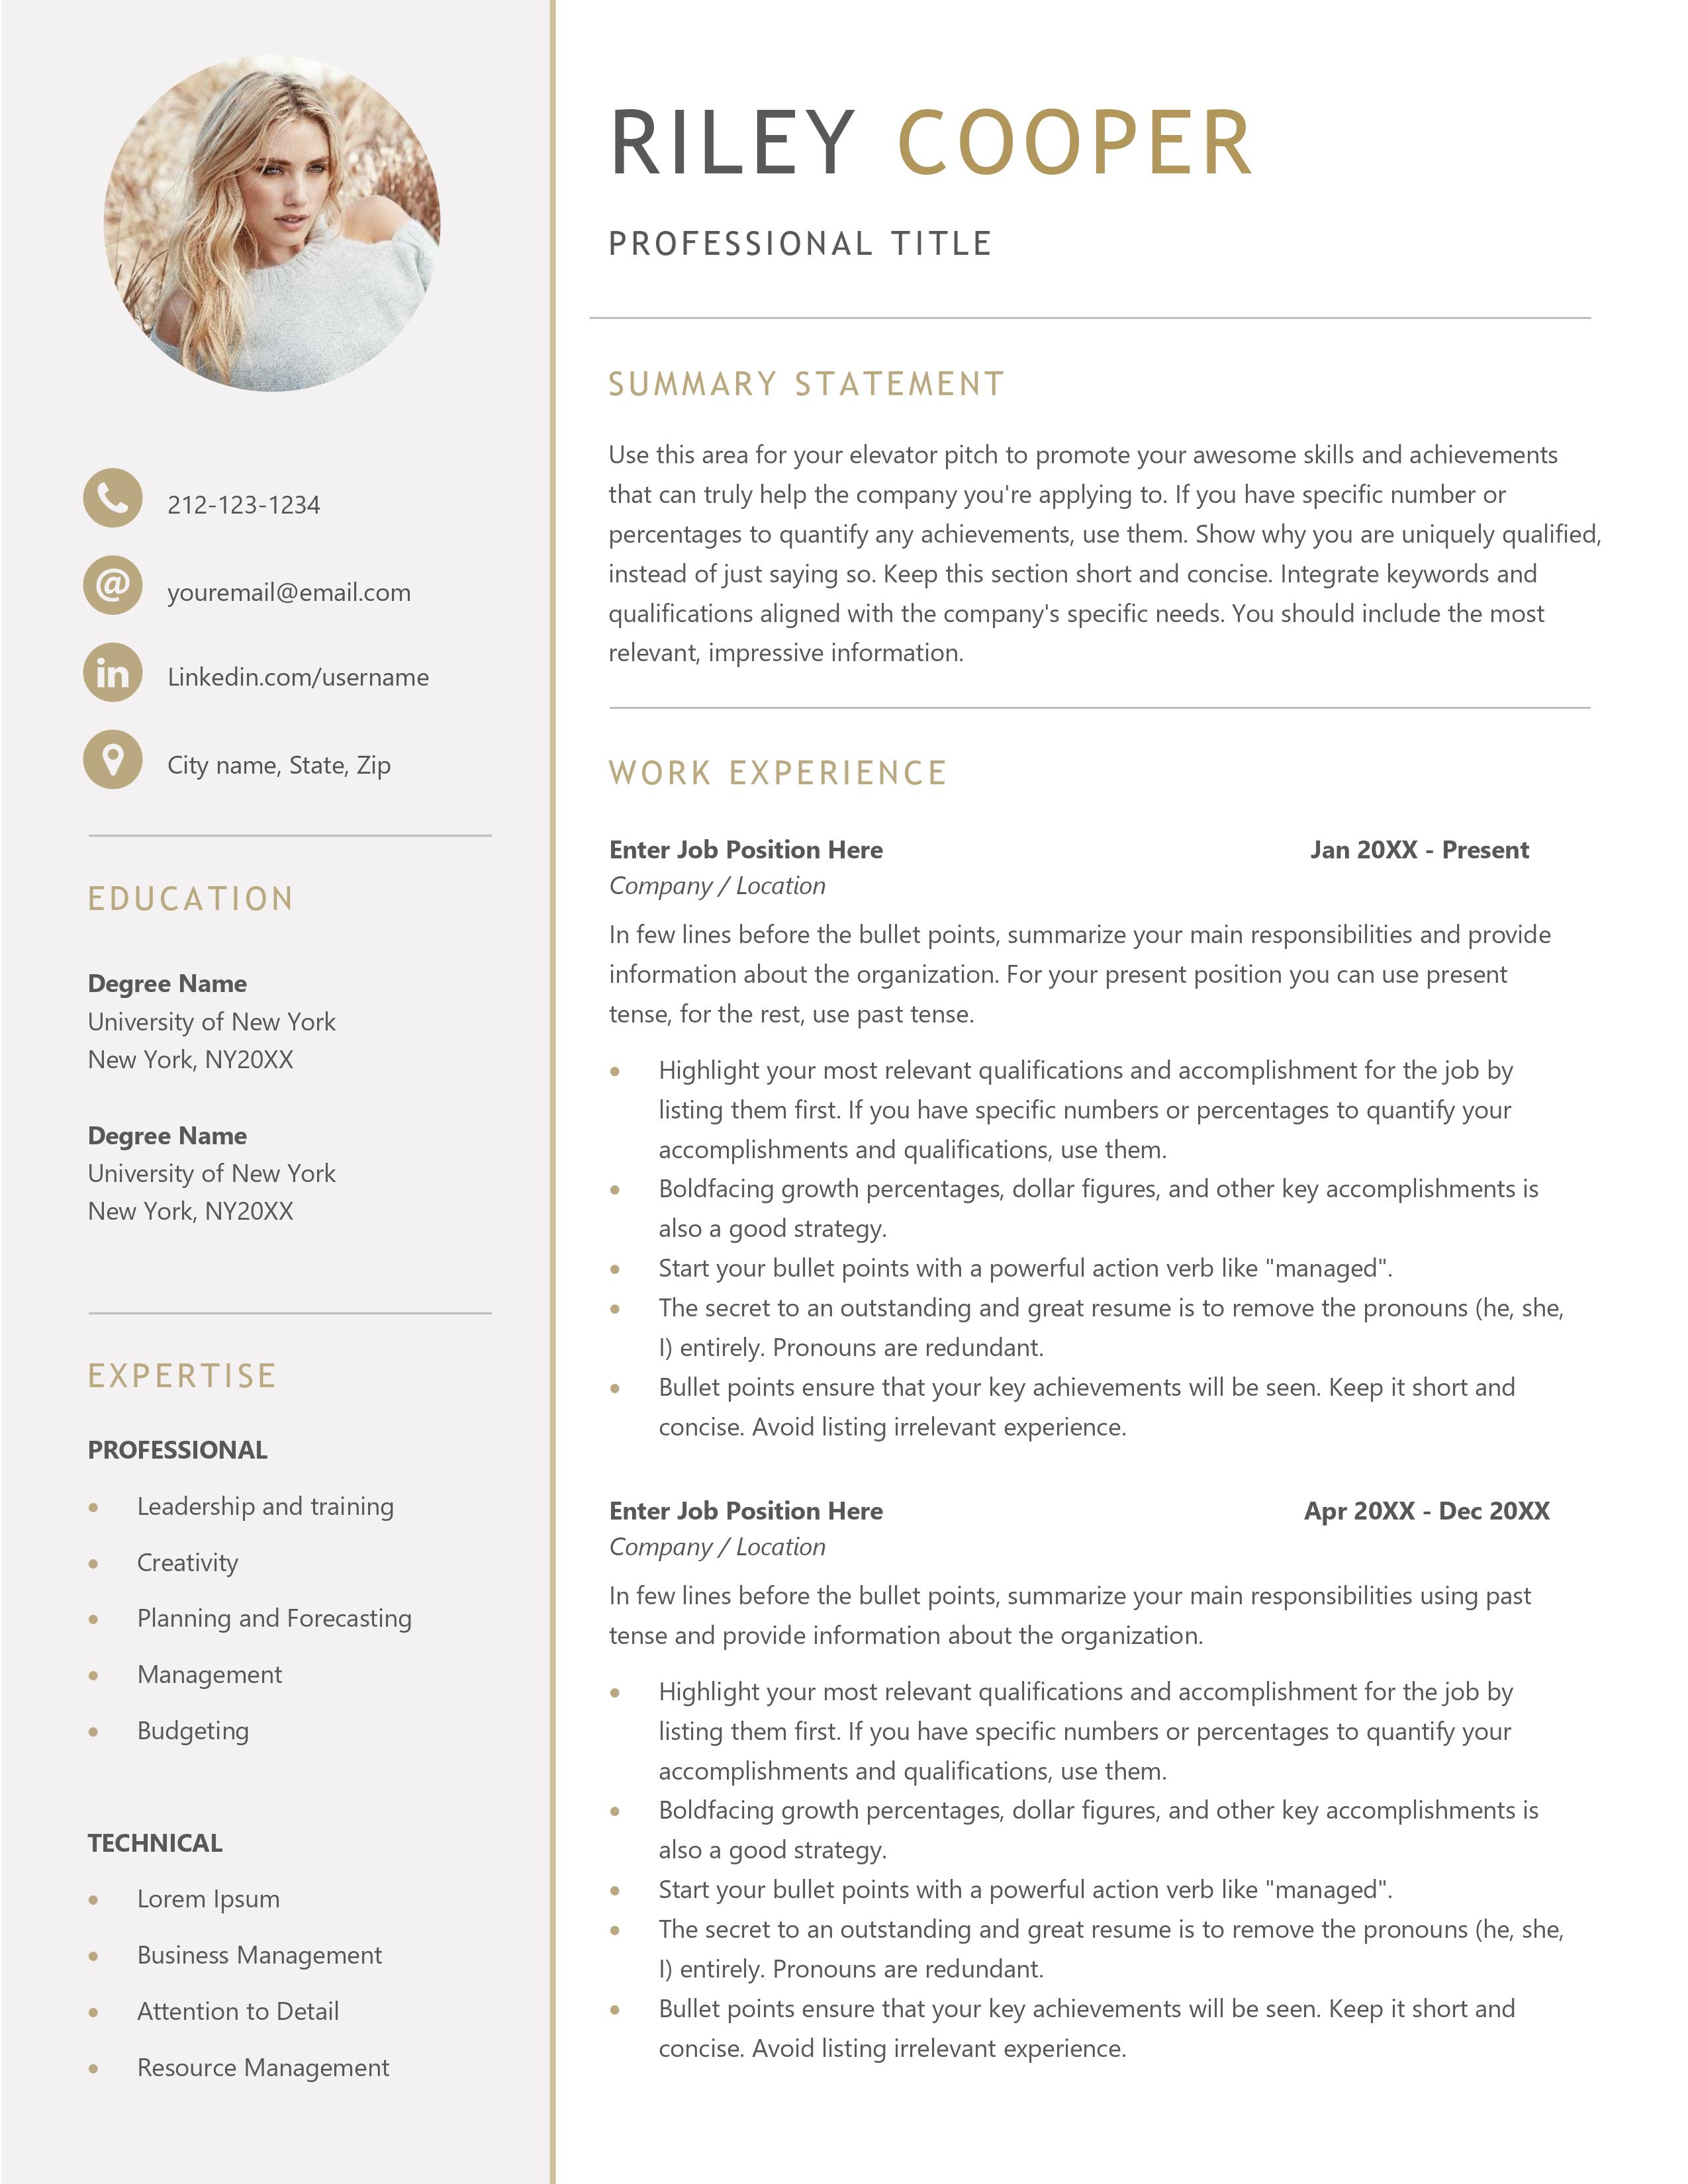 RILEY COOPER
PROFESSIONAL TITLE
212-123-1234
youremail@email.com
Linkedin.com/username
City name, State, Zip
EDUCATION
Degree Name
University of New York
New York, NY20XX
Degree Name
University of New York
New York, NY20XX
EXPERTISE
PROFESSIONAL
• Leadership and training
• Creativity
• Planning and Forecasting
• Management
• Budgeting
TECHNICAL
• Lorem Ipsum
• Business Management
• Attention to Detail
• Resource Management
SUMMARY STATEMENT
Use this area for your elevator pitch to promote your awesome skills and achievements
that can truly help the company you're applying to. If you have specific number or
percentages to quantify any achievements, use them. Show why you are uniquely qualified,
instead of just saying so. Keep this section short and concise. Integrate keywords and
qualifications aligned with the company's specific needs. You should include the most
relevant, impressive information.
WORK EXPERIENCE
Enter Job Position Here Jan 20XX - Present
Company / Location
In few lines before the bullet points, summarize your main responsibilities and provide
information about the organization. For your present position you can use present
tense, for the rest, use past tense.
• Highlight your most relevant qualifications and accomplishment for the job by
listing them first. If you have specific numbers or percentages to quantify your
accomplishments and qualifications, use them.
• Boldfacing growth percentages, dollar figures, and other key accomplishments is
also a good strategy.
• Start your bullet points with a powerful action verb like "managed".
• The secret to an outstanding and great resume is to remove the pronouns (he, she,
I) entirely. Pronouns are redundant.
• Bullet points ensure that your key achievements will be seen. Keep it short and
concise. Avoid listing irrelevant experience.
Enter Job Position Here Apr 20XX - Dec 20XX
Company / Location
In few lines before the bullet points, summarize your main responsibilities using past
tense and provide information about the organization.
• Highlight your most relevant qualifications and accomplishment for the job by
listing them first. If you have specific numbers or percentages to quantify your
accomplishments and qualifications, use them.
• Boldfacing growth percentages, dollar figures, and other key accomplishments is
also a good strategy.
• Start your bullet points with a powerful action verb like "managed".
• The secret to an outstanding and great resume is to remove the pronouns (he, she,
I) entirely. Pronouns are redundant.
• Bullet points ensure that your key achievements will be seen. Keep it short and
concise. Avoid listing irrelevant experience.